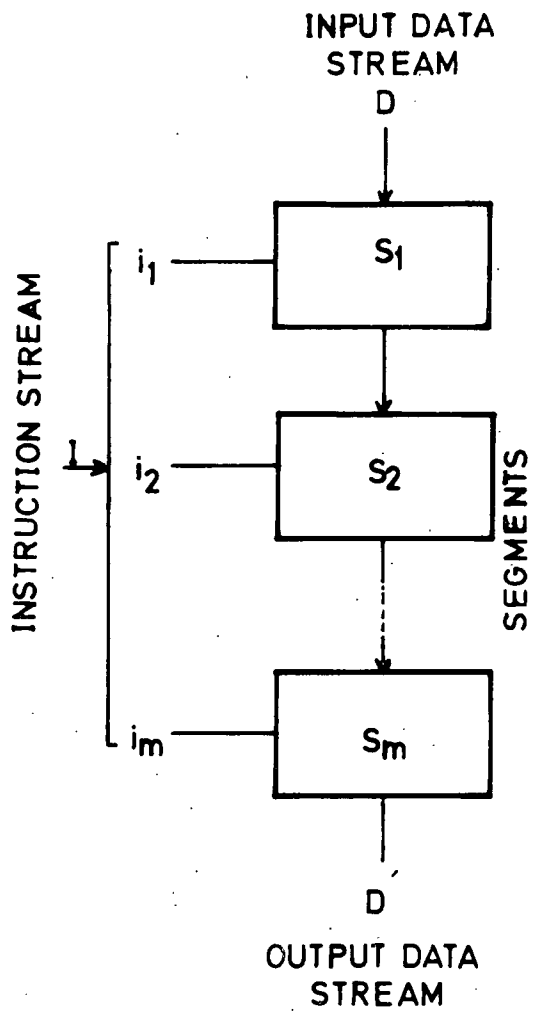 INPUT DATA
STREAM
D
S1
i1
INSTRUCTION STREAM
I
i2
S2
SEGMENTS
im
Sm
D′
OUTPUT DATA
STREAM